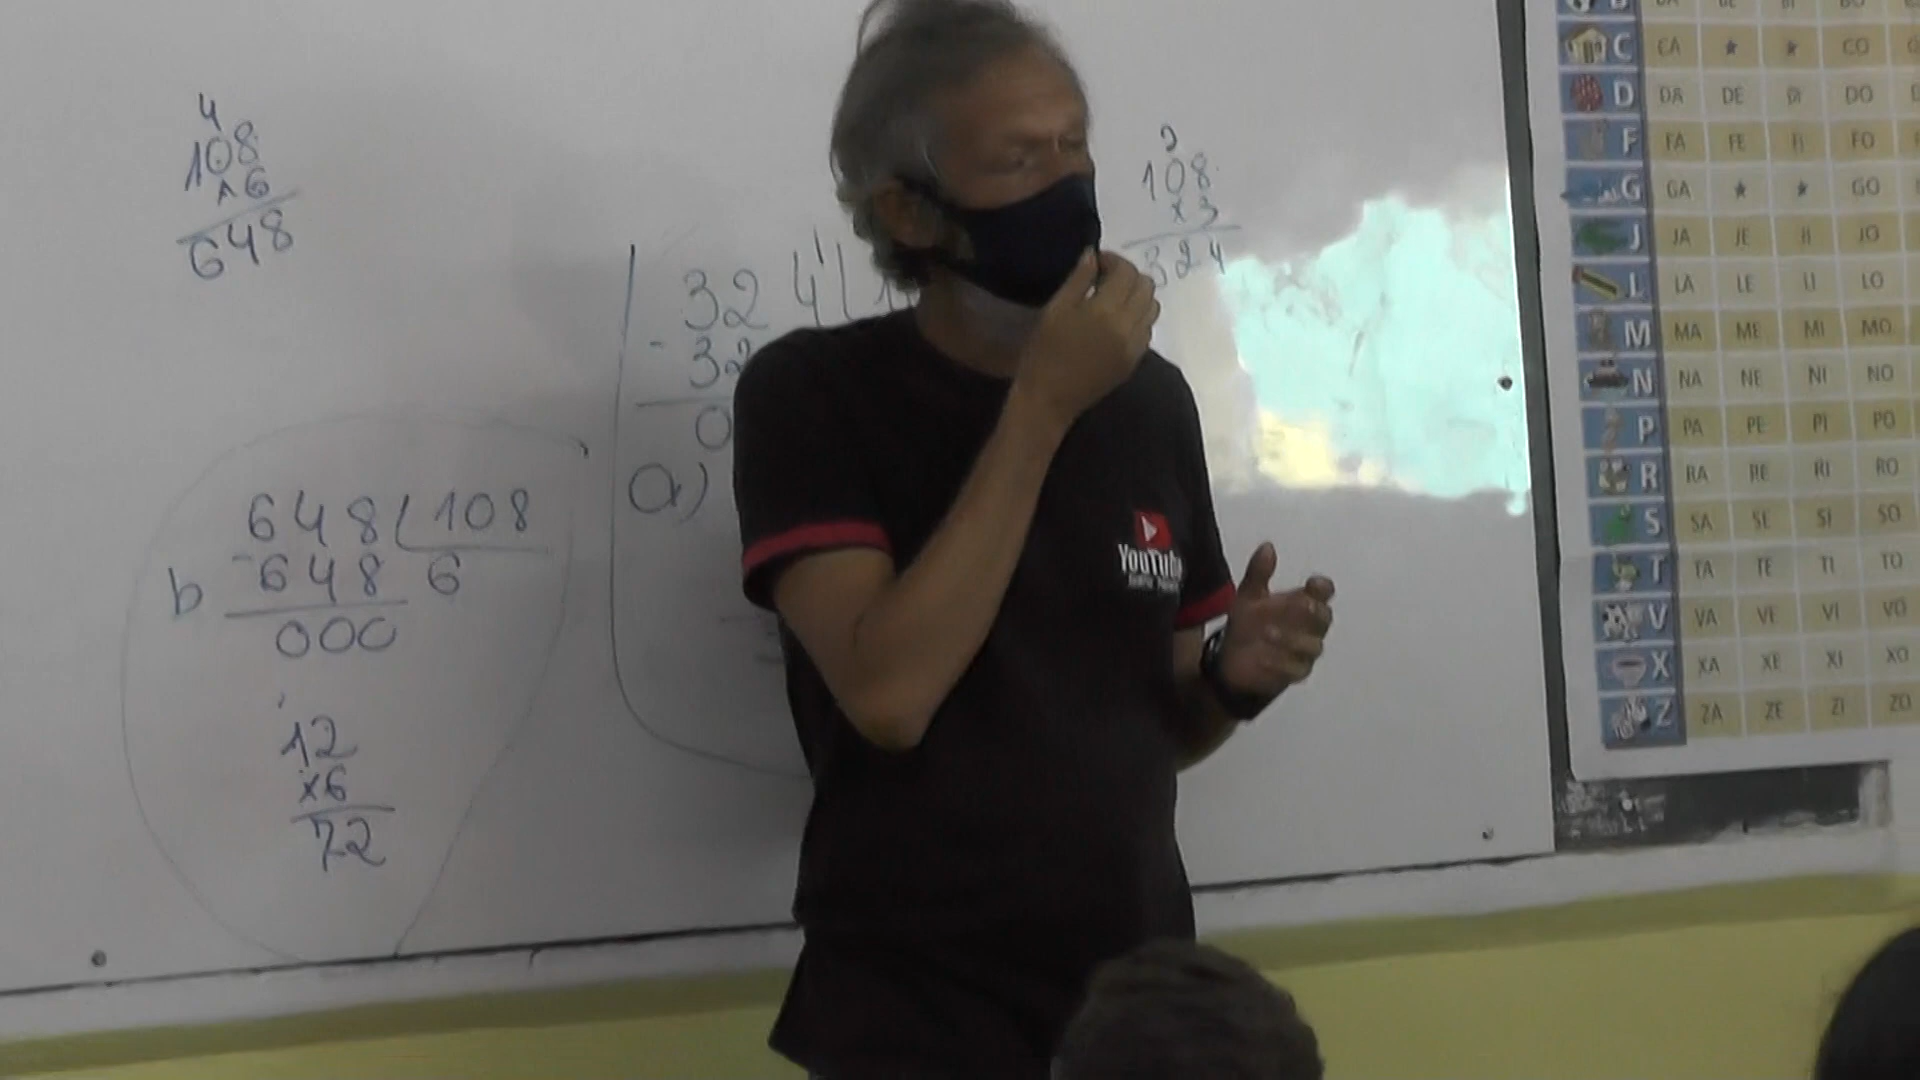 4
108
x6
648
108
x 3
324
32 4
- 32
0
a)
648 108
-648 6
b
000
12
x6
72
YouTube
C CA ★ ★ CO
D DA DE DI DO
F FA FE FI FO
G GA ★ ★ GO
J JA JE JI JO
L LA LE LI LO
M MA ME MI MO
N NA NE NI NO
P PA PE PI PO
R RA RE RI RO
S SA SE SI SO
T TA TE TI TO
V VA VE VI VO
X XA XE XI XO
Z ZA ZE ZI ZO